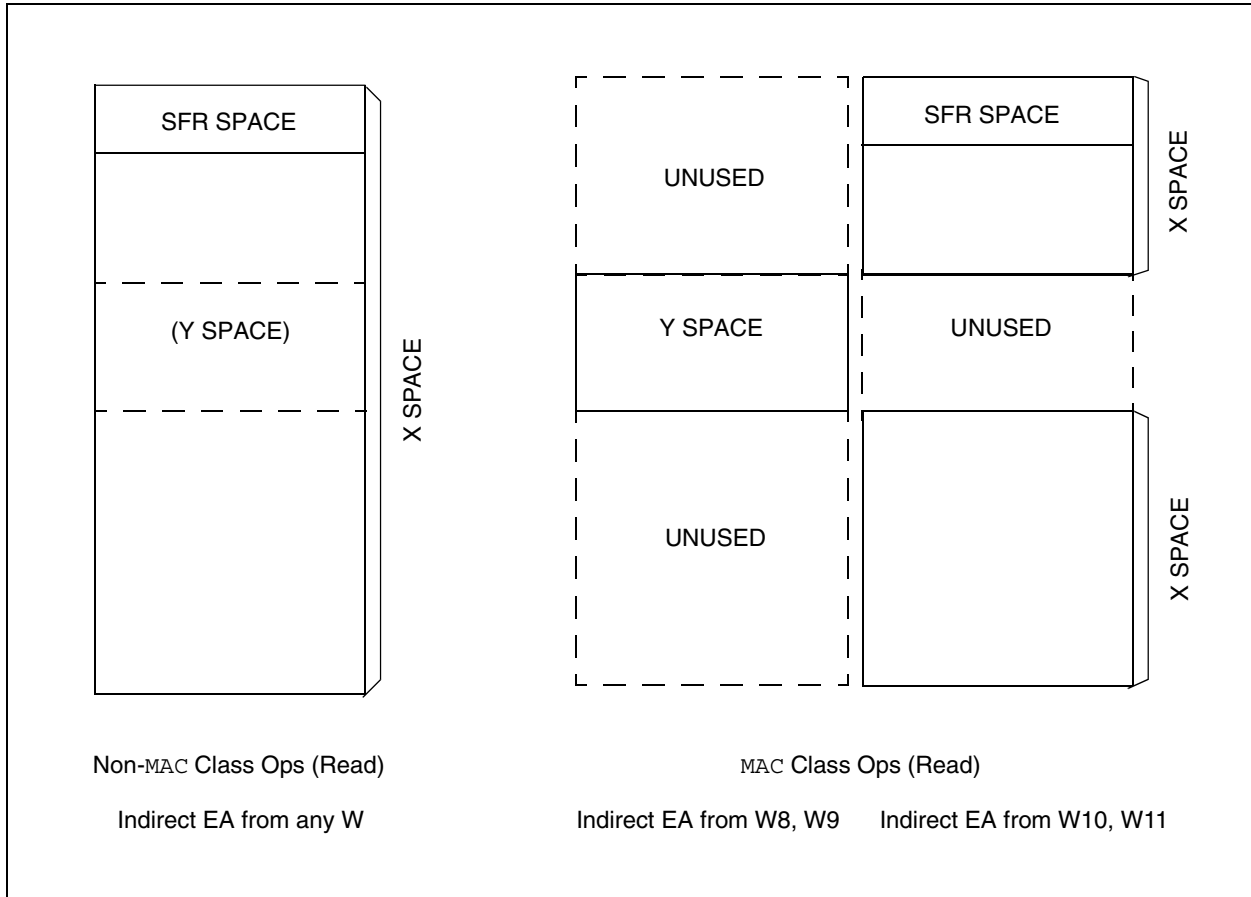 SFR SPACE
(Y SPACE)
X SPACE
Non-MAC Class Ops (Read)
Indirect EA from any W
UNUSED
Y SPACE
UNUSED
SFR SPACE
UNUSED
X SPACE
X SPACE
MAC Class Ops (Read)
Indirect EA from W8, W9
Indirect EA from W10, W11